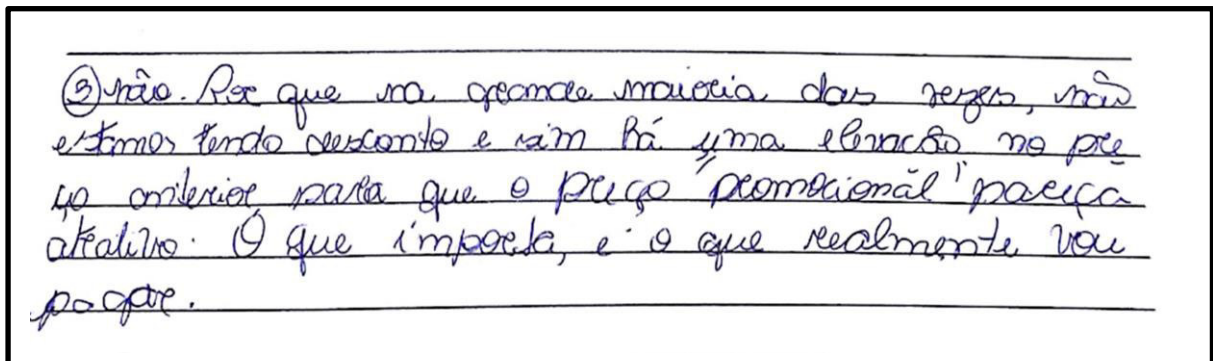 ③ não. Por que na grande maioria das vezes, não
estamos tendo desconto e sim há uma elevação no pre
ço anterior para que o preço "promocional" pareça
atrativo. O que importa, é o que realmente vou
pagar.